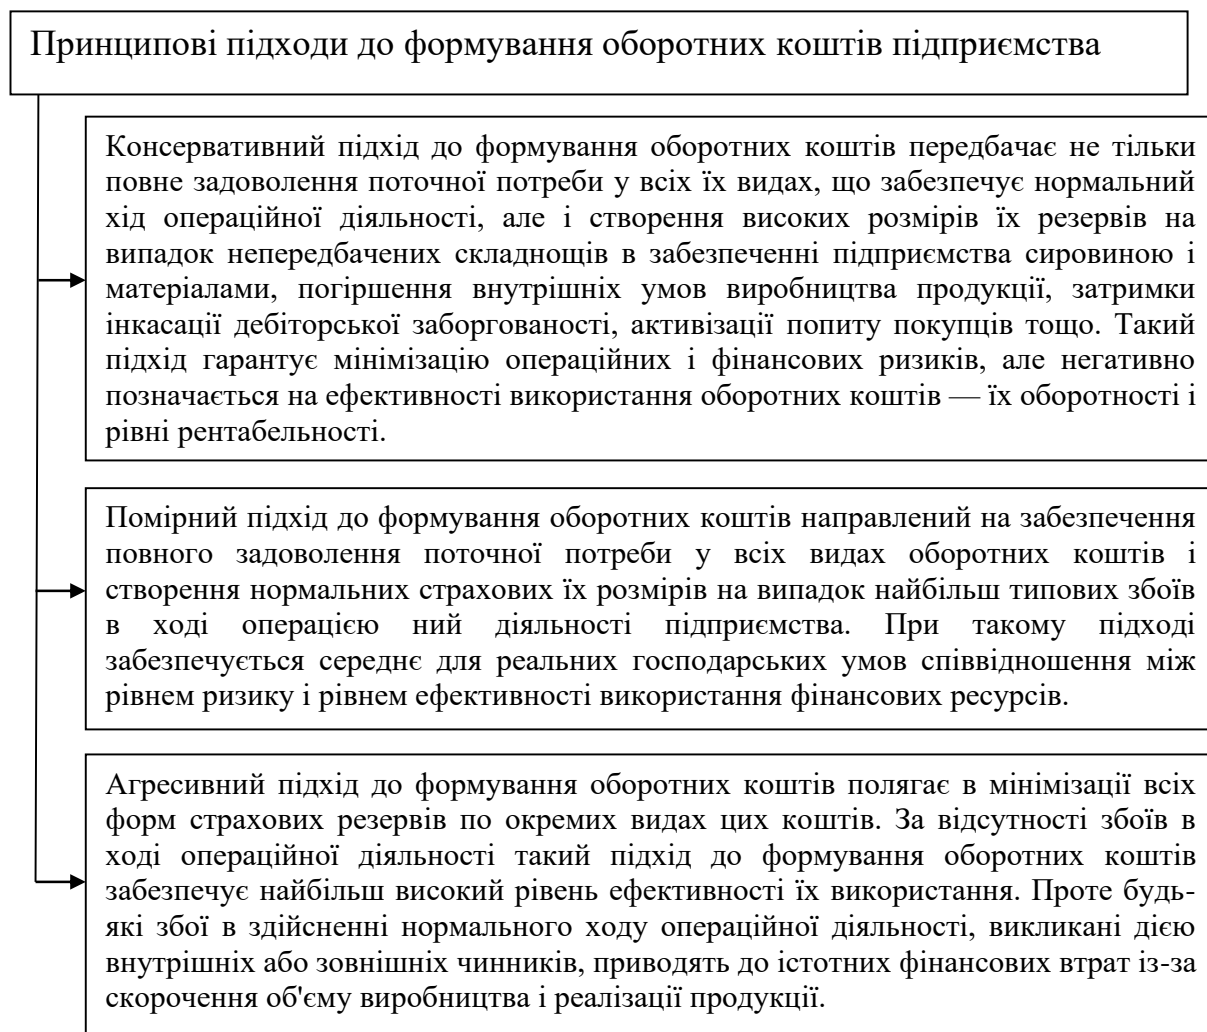 Принципові підходи до формування оборотних коштів підприємства
Консервативний підхід до формування оборотних коштів передбачає не тільки
повне задоволення поточної потреби у всіх їх видах, що забезпечує нормальний
хід операційної діяльності, але і створення високих розмірів їх резервів на
випадок непередбачених складнощів в забезпеченні підприємства сировиною і
матеріалами, погіршення внутрішніх умов виробництва продукції, затримки
інкасації дебіторської заборгованості, активізації попиту покупців тощо. Такий
підхід гарантує мінімізацію операційних і фінансових ризиків, але негативно
позначається на ефективності використання оборотних коштів — їх оборотності і
рівні рентабельності.
Помірний підхід до формування оборотних коштів направлений на забезпечення
повного задоволення поточної потреби у всіх видах оборотних коштів і
створення нормальних страхових їх розмірів на випадок найбільш типових збоїв
в ході операцією ний діяльності підприємства. При такому підході
забезпечується середнє для реальних господарських умов співвідношення між
рівнем ризику і рівнем ефективності використання фінансових ресурсів.
Агресивний підхід до формування оборотних коштів полягає в мінімізації всіх
форм страхових резервів по окремих видах цих коштів. За відсутності збоїв в
ході операційної діяльності такий підхід до формування оборотних коштів
забезпечує найбільш високий рівень ефективності їх використання. Проте будь-
які збої в здійсненні нормального ходу операційної діяльності, викликані дією
внутрішніх або зовнішніх чинників, приводять до істотних фінансових втрат із-за
скорочення об'єму виробництва і реалізації продукції.